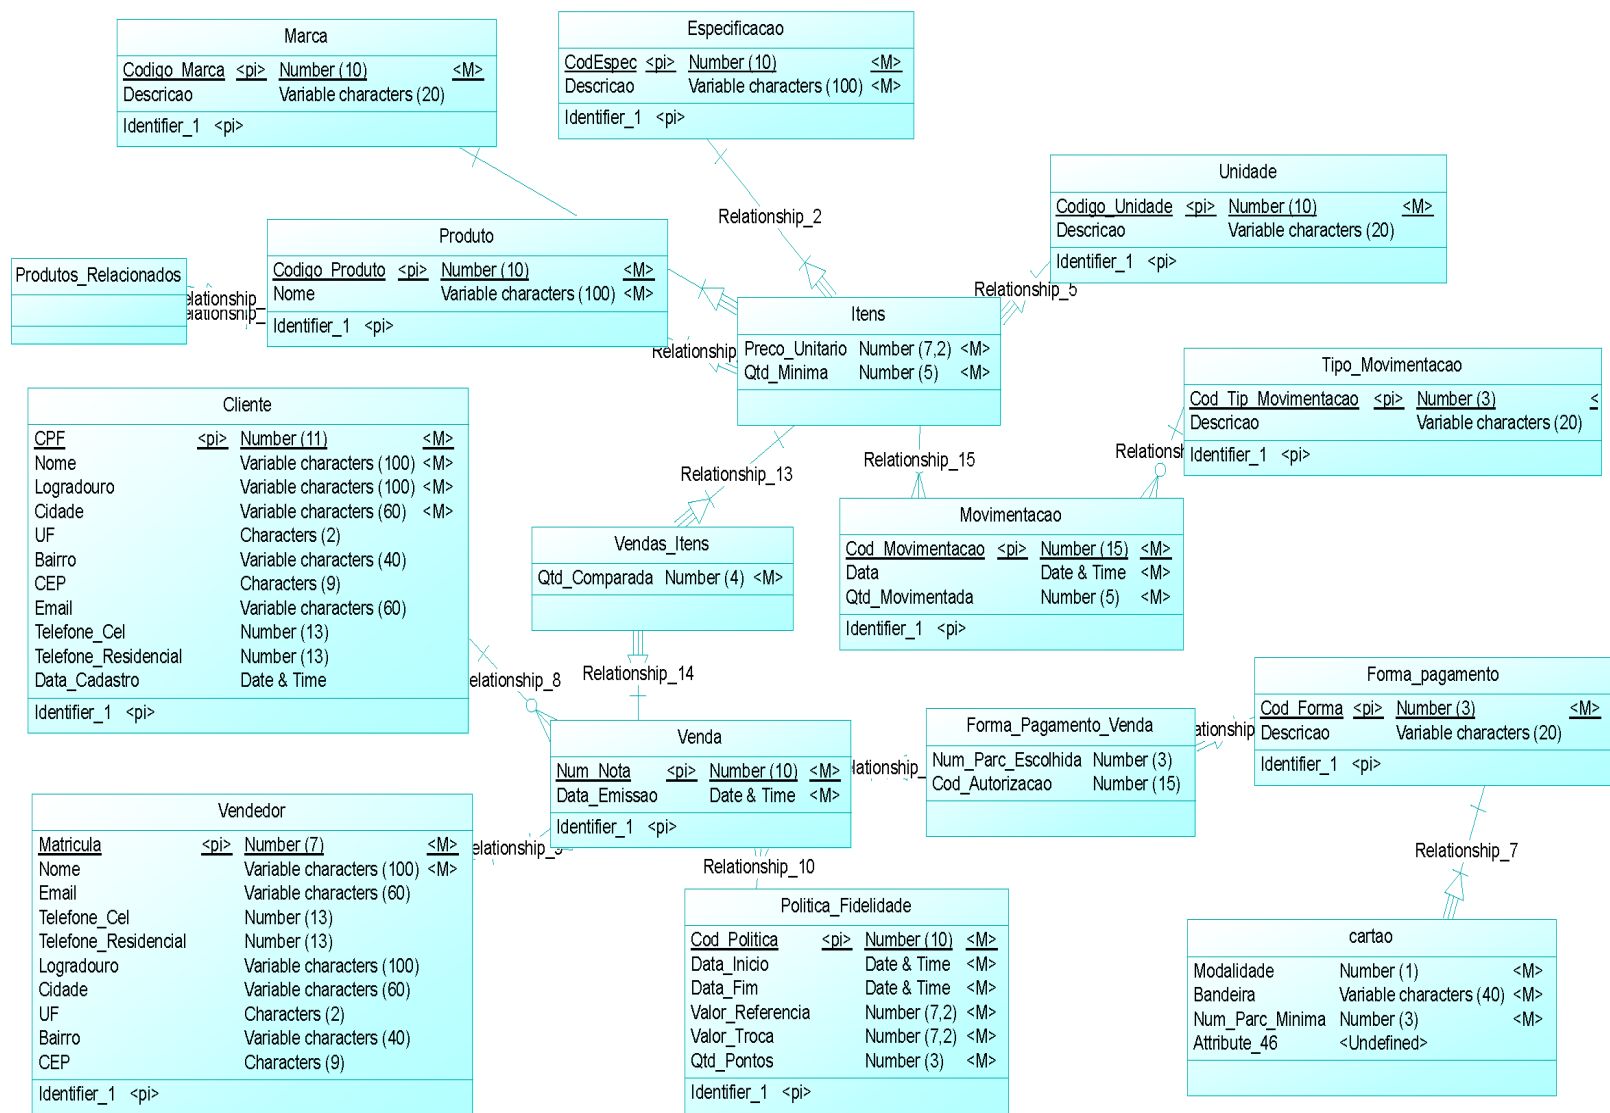 Marca
Codigo_Marca <pi> Number (10) <M>
Descricao Variable characters (20)
Identifier_1 <pi>
Especificacao
CodEspec <pi> Number (10) <M>
Descricao Variable characters (100) <M>
Identifier_1 <pi>
Unidade
Codigo_Unidade <pi> Number (10) <M>
Descricao Variable characters (20)
Identifier_1 <pi>
Relationship_2
Produto
Codigo_Produto <pi> Number (10) <M>
Nome Variable characters (100) <M>
Identifier_1 <pi>
Produtos_Relacionados
elationship_
elationship_
Relationship_5
Relationship
Itens
Preco_Unitario Number (7,2) <M>
Qtd_Minima Number (5) <M>
Tipo_Movimentacao
Cod_Tip_Movimentacao <pi> Number (3) <
Descricao Variable characters (20)
Identifier_1 <pi>
Cliente
CPF <pi> Number (11) <M>
Nome Variable characters (100) <M>
Logradouro Variable characters (100) <M>
Cidade Variable characters (60) <M>
UF Characters (2)
Bairro Variable characters (40)
CEP Characters (9)
Email Variable characters (60)
Telefone_Cel Number (13)
Telefone_Residencial Number (13)
Data_Cadastro Date & Time
Identifier_1 <pi>
Relationship_13
Relationship_15
Relations
Movimentacao
Cod_Movimentacao <pi> Number (15) <M>
Data Date & Time <M>
Qtd_Movimentada Number (5) <M>
Identifier_1 <pi>
Vendas_Itens
Qtd_Comparada Number (4) <M>
Relationship_14
elationship_8
Venda
Num_Nota <pi> Number (10) <M>
Data_Emissao Date & Time <M>
Identifier_1 <pi>
lationship_
Forma_Pagamento_Venda
Num_Parc_Escolhida Number (3)
Cod_Autorizacao Number (15)
lationship
Forma_pagamento
Cod_Forma <pi> Number (3) <M>
Descricao Variable characters (20)
Identifier_1 <pi>
Vendedor
Matricula <pi> Number (7) <M>
Nome Variable characters (100) <M>
Email Variable characters (60)
Telefone_Cel Number (13)
Telefone_Residencial Number (13)
Logradouro Variable characters (100)
Cidade Variable characters (60)
UF Characters (2)
Bairro Variable characters (40)
CEP Characters (9)
Identifier_1 <pi>
elationship_9
Relationship_10
Politica_Fidelidade
Cod_Politica <pi> Number (10) <M>
Data_Inicio Date & Time <M>
Data_Fim Date & Time <M>
Valor_Referencia Number (7,2) <M>
Valor_Troca Number (7,2) <M>
Qtd_Pontos Number (3) <M>
Identifier_1 <pi>
Relationship_7
cartao
Modalidade Number (1) <M>
Bandeira Variable characters (40) <M>
Num_Parc_Minima Number (3) <M>
Attribute_46 <Undefined>